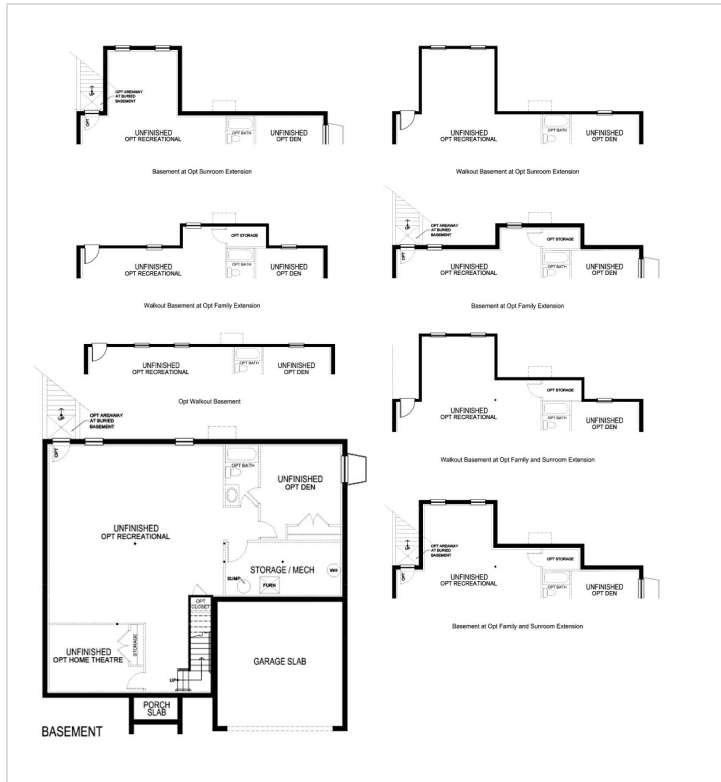 OPT AREAWAY
AT BURIED
BASEMENT
UP
OPT
UNFINISHED
OPT RECREATIONAL
OPT BATH
UNFINISHED
OPT DEN
Basement at Opt Sunroom Extension
UNFINISHED
OPT RECREATIONAL
OPT BATH
UNFINISHED
OPT DEN
Walkout Basement at Opt Sunroom Extension
OPT STORAGE
UNFINISHED
OPT RECREATIONAL
OPT BATH
UNFINISHED
OPT DEN
Walkout Basement at Opt Family Extension
UP
OPT AREAWAY
AT BURIED
BASEMENT
OPT
OPT STORAGE
UNFINISHED
OPT RECREATIONAL
OPT BATH
UNFINISHED
OPT DEN
Basement at Opt Family Extension
UNFINISHED
OPT RECREATIONAL
OPT BATH
UNFINISHED
OPT DEN
Opt Walkout Basement
OPT STORAGE
UNFINISHED
OPT RECREATIONAL
OPT BATH
UNFINISHED
OPT DEN
Walkout Basement at Opt Family and Sunroom Extension
UP
OPT AREAWAY
AT BURIED
BASEMENT
OPT
OPT STORAGE
UNFINISHED
OPT RECREATIONAL
OPT BATH
UNFINISHED
OPT DEN
Basement at Opt Family and Sunroom Extension
UP
OPT AREAWAY
AT BURIED
BASEMENT
OPT
OPT BATH
UNFINISHED
OPT DEN
UNFINISHED
OPT RECREATIONAL
STORAGE / MECH
WH
SUMP
FURN
OPT
CLOSET
STORAGE
UNFINISHED
OPT HOME THEATRE
UP
GARAGE SLAB
PORCH
SLAB
BASEMENT